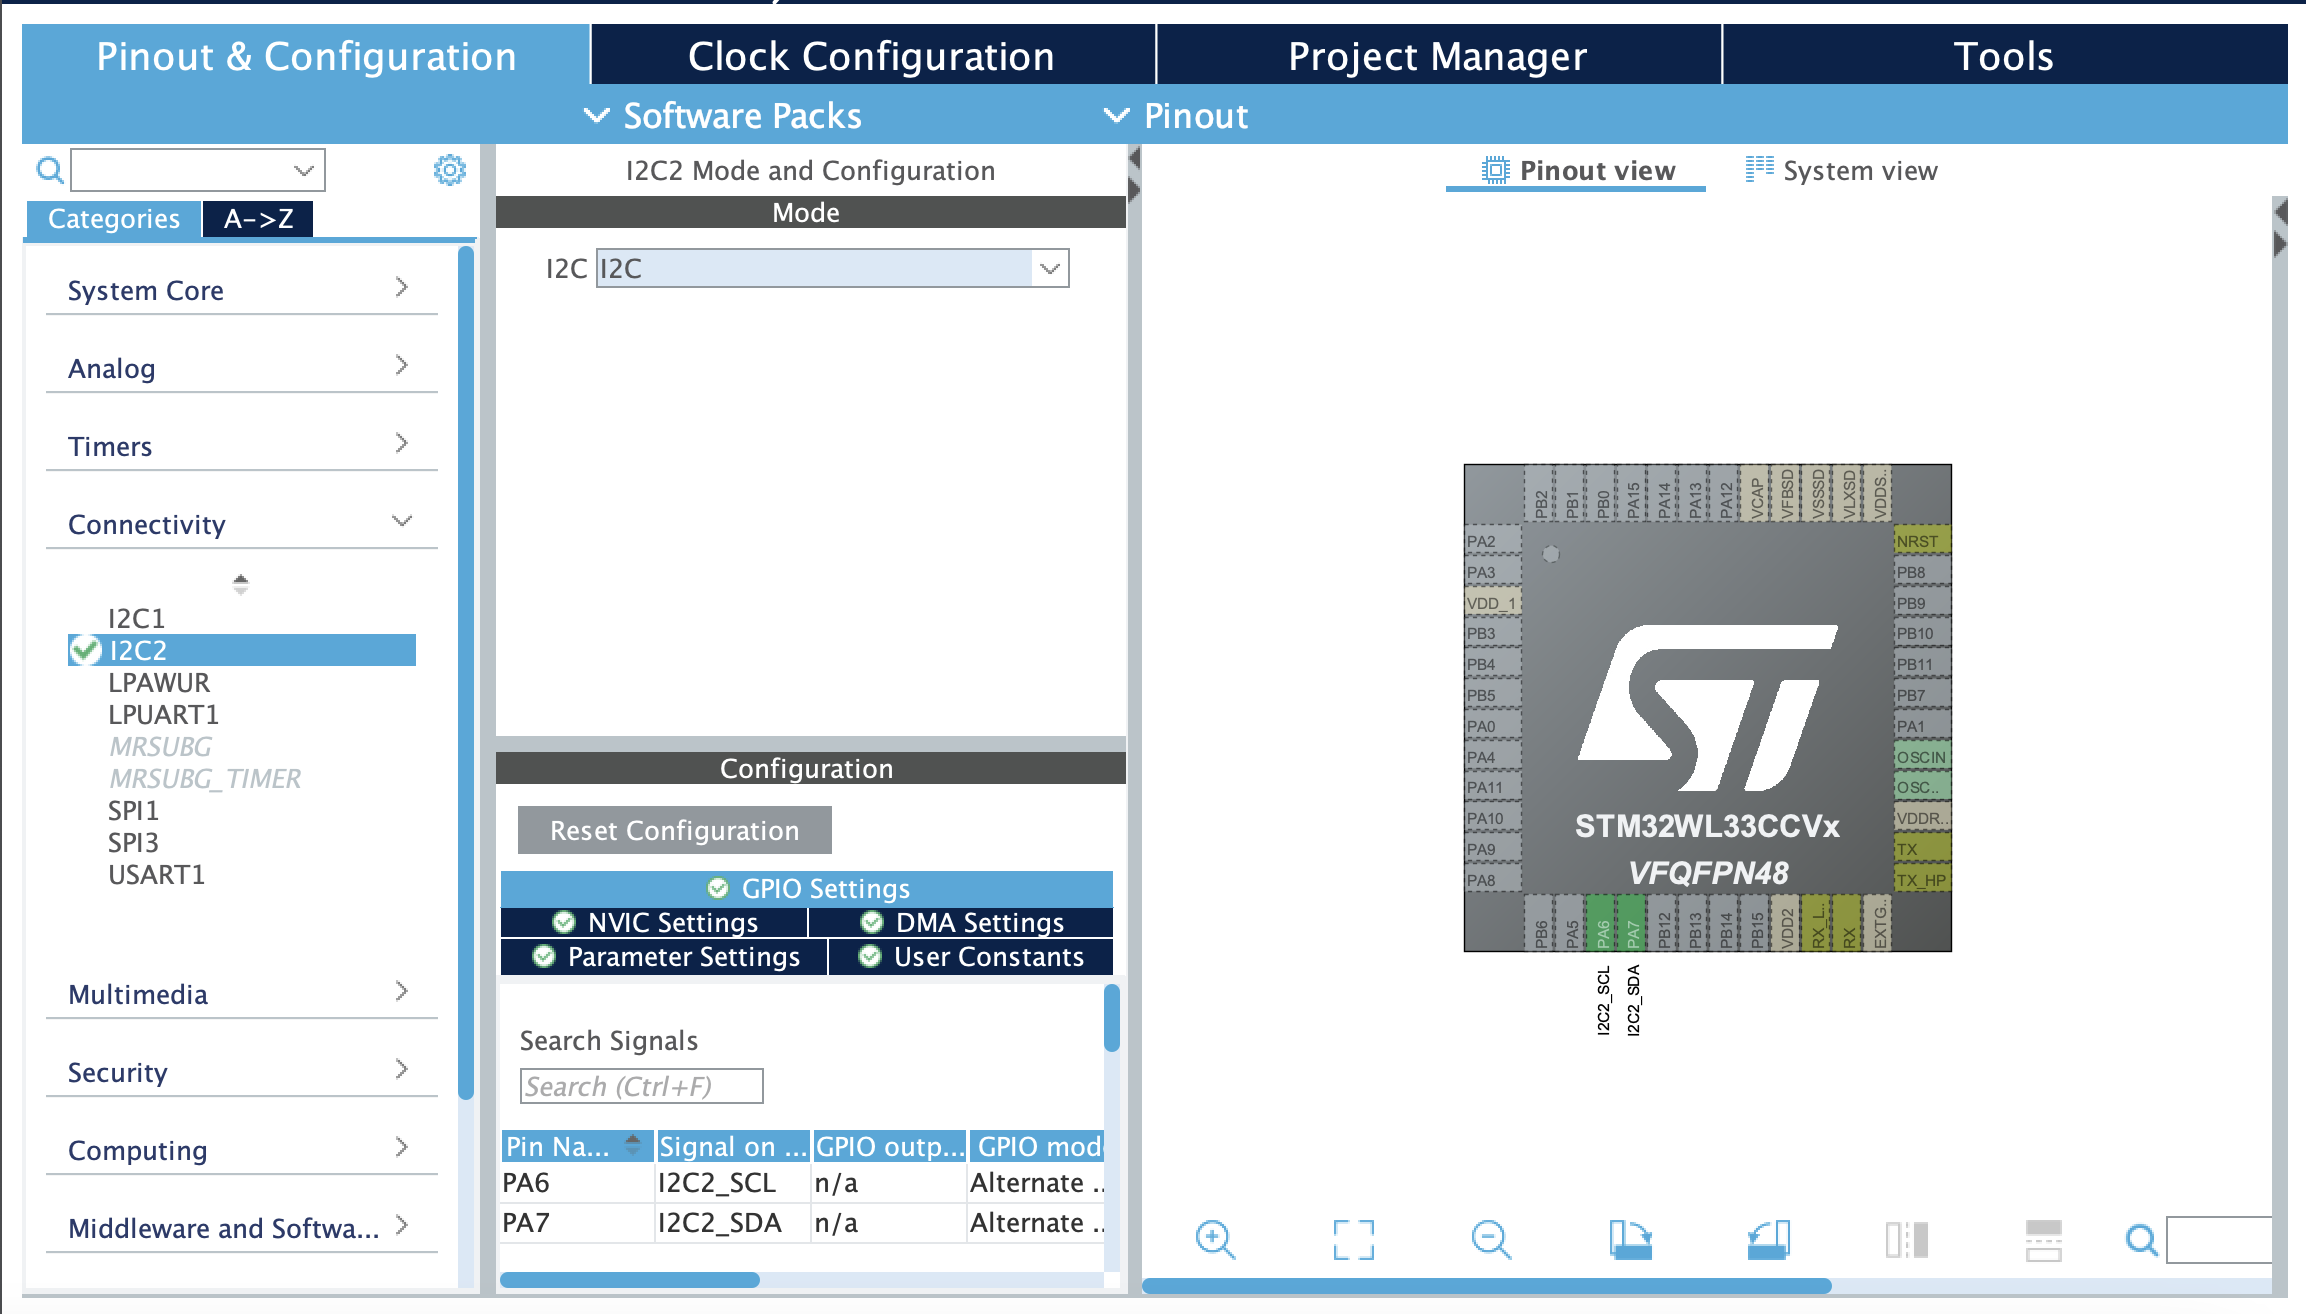 Pinout & Configuration
Clock Configuration
Project Manager
Tools
Software Packs
Pinout
Categories
A->Z
System Core
Analog
Timers
Connectivity
I2C1
I2C2
LPAWUR
LPUART1
MRSUBG
MRSUBG_TIMER
SPI1
SPI3
USART1
Multimedia
Security
Computing
Middleware and Softwa...
I2C2 Mode and Configuration
Mode
I2C I2C
Configuration
Reset Configuration
GPIO Settings
NVIC Settings
DMA Settings
Parameter Settings
User Constants
Search Signals
Search (Ctrl+F)
Pin Na... Signal on ... GPIO outp... GPIO mod
PA6 I2C2_SCL n/a Alternate ..
PA7 I2C2_SDA n/a Alternate ..
Pinout view
System view
PB2
PB1
PB0
PA15
PA14
PA13
PA12
VCAP
VFBSD
VSSSD
VLXSD
VDDS..
PA2
PA3
VDD_1
PB3
PB4
PB5
PA0
PA4
PA11
PA10
PA9
PA8
NRST
PB8
PB9
PB10
PB11
PB7
PA1
OSCIN
OSC..
VDDR..
TX
TX_HP
ST
STM32WL33CCVx
VFQFPN48
PB6
PA5
PA6
PA7
PB12
PB13
PB14
PB15
VDD2
RX_L..
RX
EXTG..
I2C2_SCL
I2C2_SDA